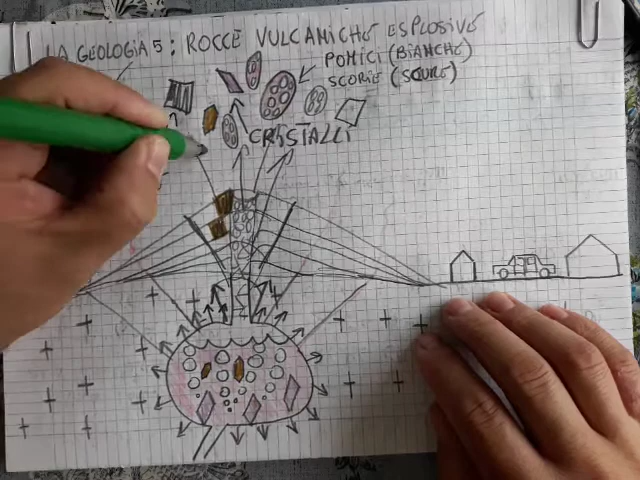 LA GEOLOGIA 5: ROCCE VULCANICHE ESPLOSIVE
POMICI (BIANCHE)
SCORIE (SCURE)
CRISTALLI